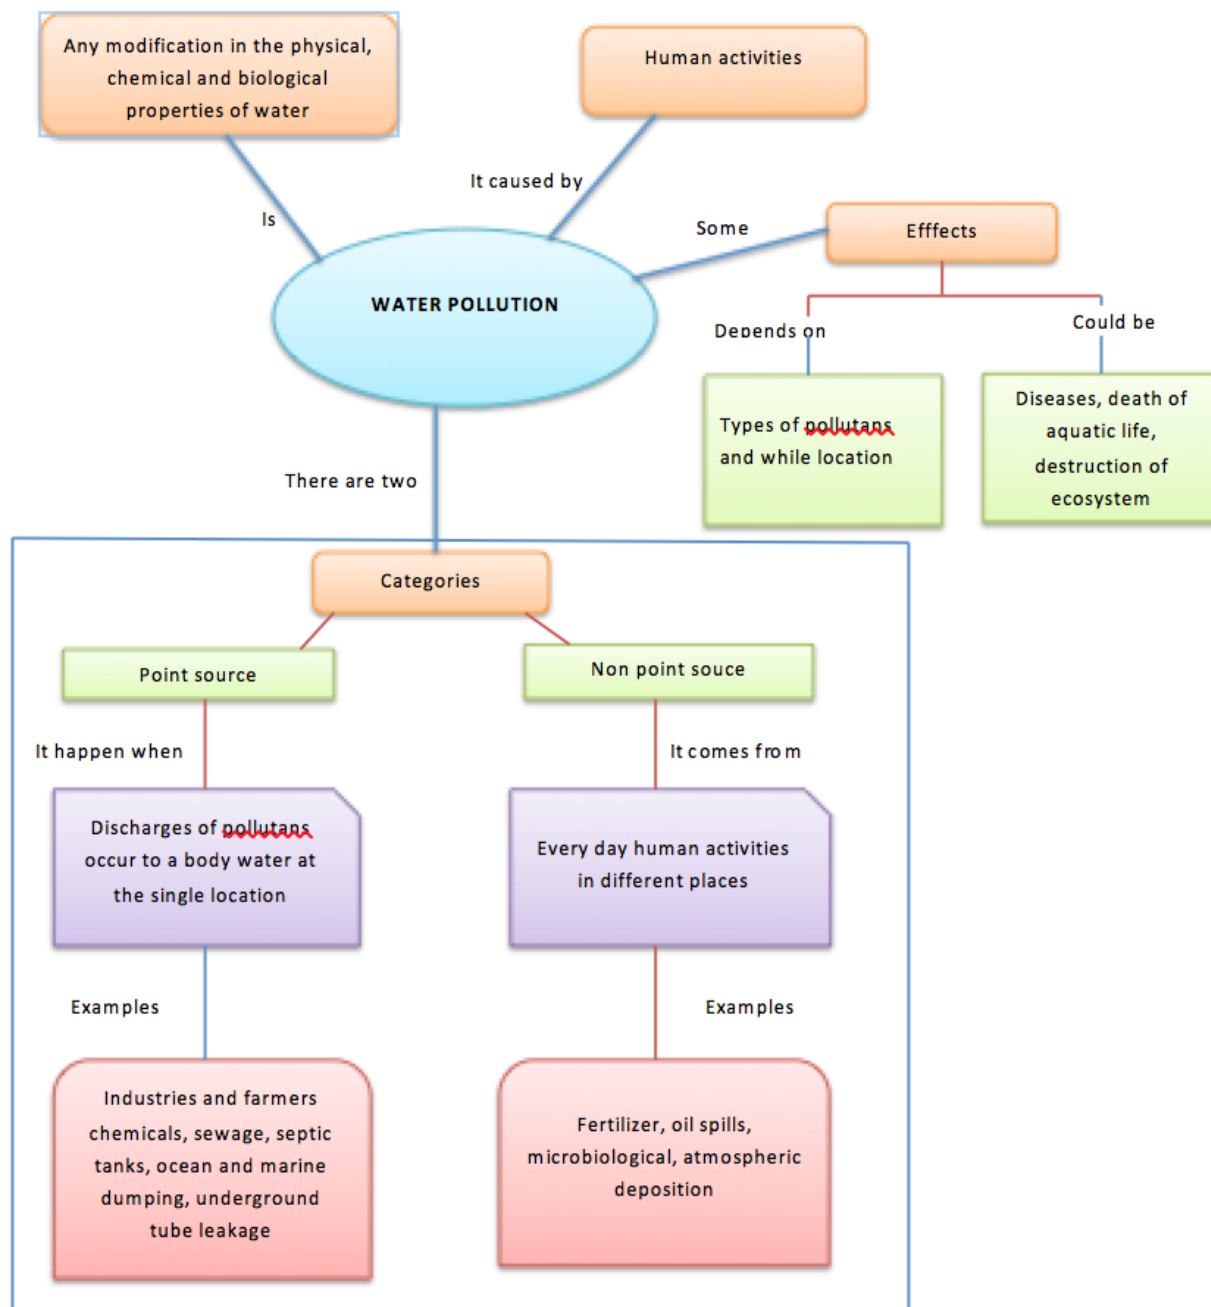 Any modification in the physical,
chemical and biological
properties of water
Human activities
It caused by
Is
Some
Efffects
WATER POLLUTION
Depends on
Could be
Types of pollutans
and while location
Diseases, death of
aquatic life,
destruction of
ecosystem
There are two
Categories
Point source
Non point souce
It happen when
It comes from
Discharges of pollutans
occur to a body water at
the single location
Every day human activities
in different places
Examples
Examples
Industries and farmers
chemicals, sewage, septic
tanks, ocean and marine
dumping, underground
tube leakage
Fertilizer, oil spills,
microbiological, atmospheric
deposition